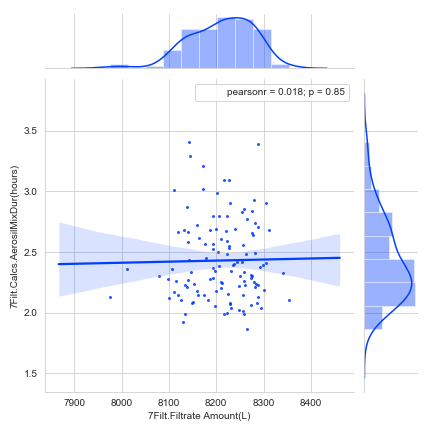 pearsonr = 0.018; p = 0.85
3.5
3.0
2.5
2.0
1.5
7Filt.Calcs.AerosilMixDur(hours)
7900 8000 8100 8200 8300 8400
7Filt.Filtrate Amount(L)